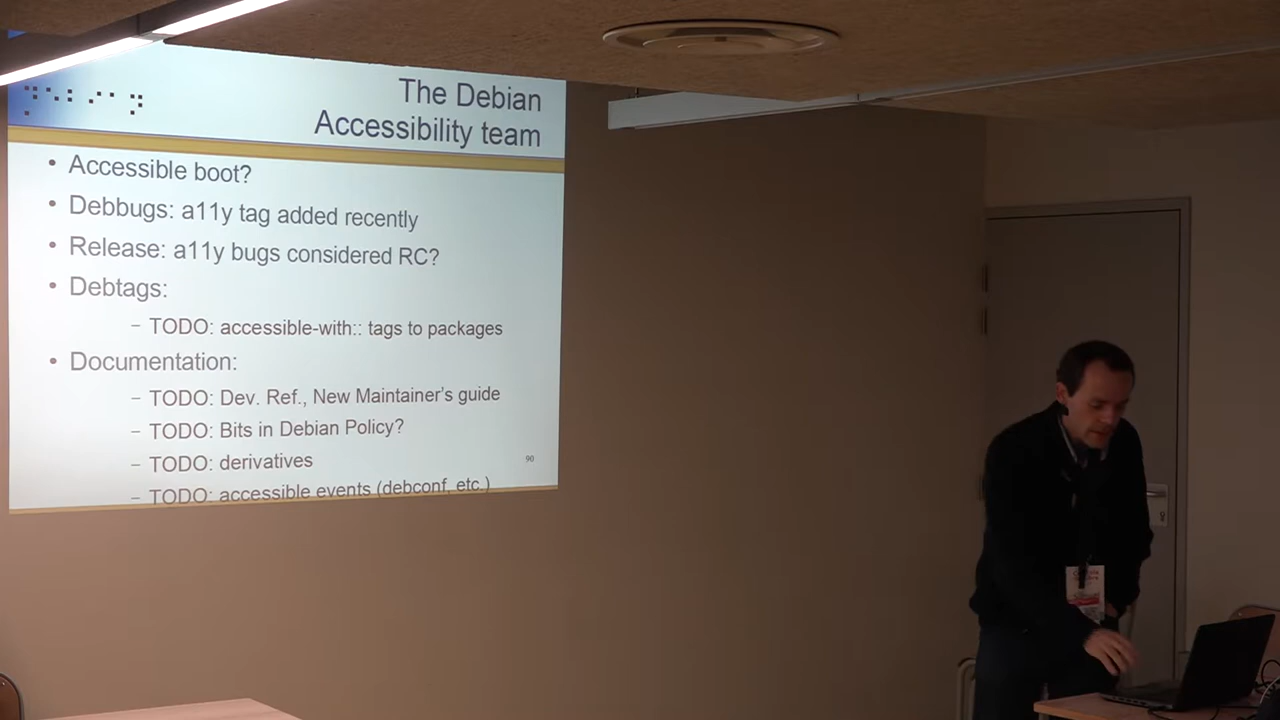 The Debian
Accessibility team
• Accessible boot?
• Debbugs: a11y tag added recently
• Release: a11y bugs considered RC?
• Debtags:
– TODO: accessible-with:: tags to packages
• Documentation:
– TODO: Dev. Ref., New Maintainer's guide
– TODO: Bits in Debian Policy?
– TODO: derivatives
90
– TODO: accessible events (debconf, etc.)